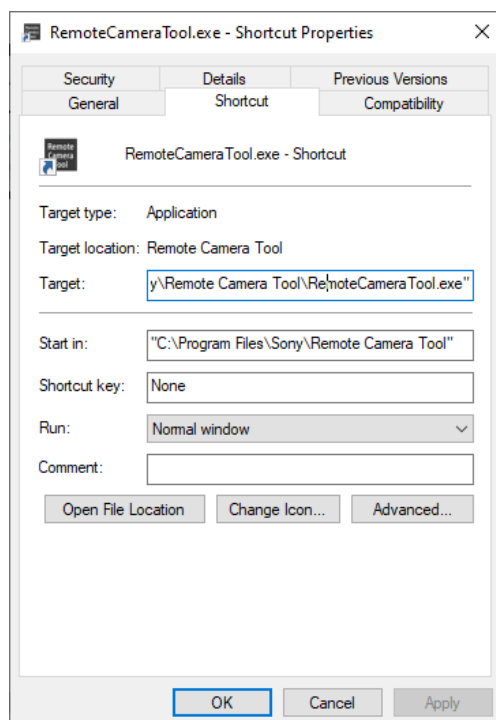 RemoteCameraTool.exe - Shortcut Properties
Security Details Previous Versions
General Shortcut Compatibility
Remote
Camera
Tool
RemoteCameraTool.exe - Shortcut
Target type: Application
Target location: Remote Camera Tool
Target: y\Remote Camera Tool\RemoteCameraTool.exe"
Start in: "C:\Program Files\Sony\Remote Camera Tool"
Shortcut key: None
Run: Normal window
Comment:
Open File Location Change Icon... Advanced...
OK Cancel Apply